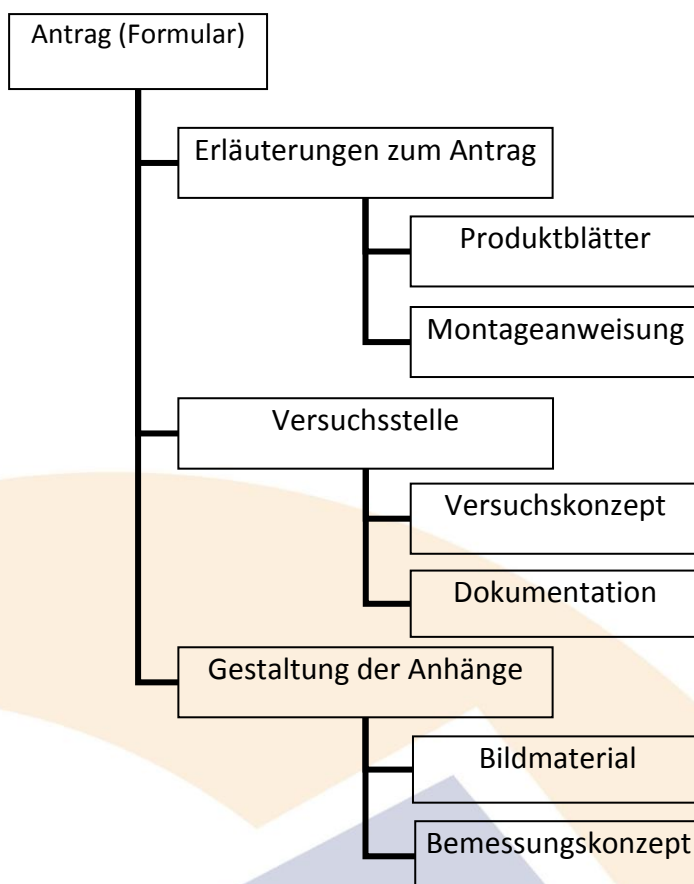 Antrag (Formular)
Erläuterungen zum Antrag
Produktblätter
Montageanweisung
Versuchsstelle
Versuchskonzept
Dokumentation
Gestaltung der Anhänge
Bildmaterial
Bemessungskonzept